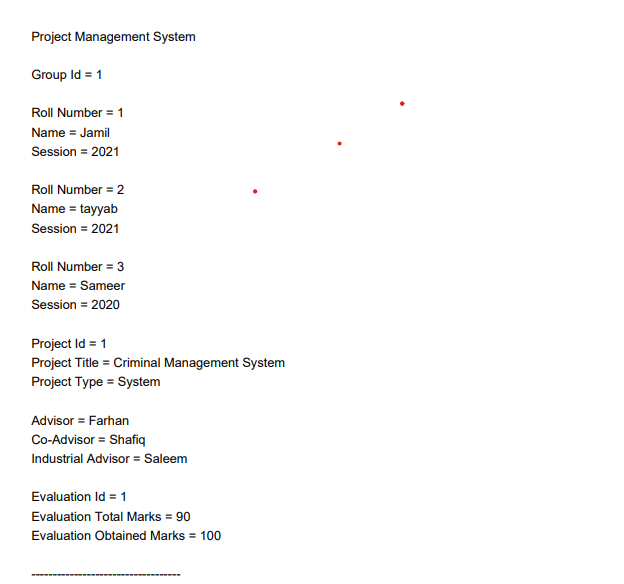 Project Management System
Group Id = 1
Roll Number = 1
Name = Jamil
Session = 2021
Roll Number = 2
Name = tayyab
Session = 2021
Roll Number = 3
Name = Sameer
Session = 2020
Project Id = 1
Project Title = Criminal Management System
Project Type = System
Advisor = Farhan
Co-Advisor = Shafiq
Industrial Advisor = Saleem
Evaluation Id = 1
Evaluation Total Marks = 90
Evaluation Obtained Marks = 100
-----------------------------------